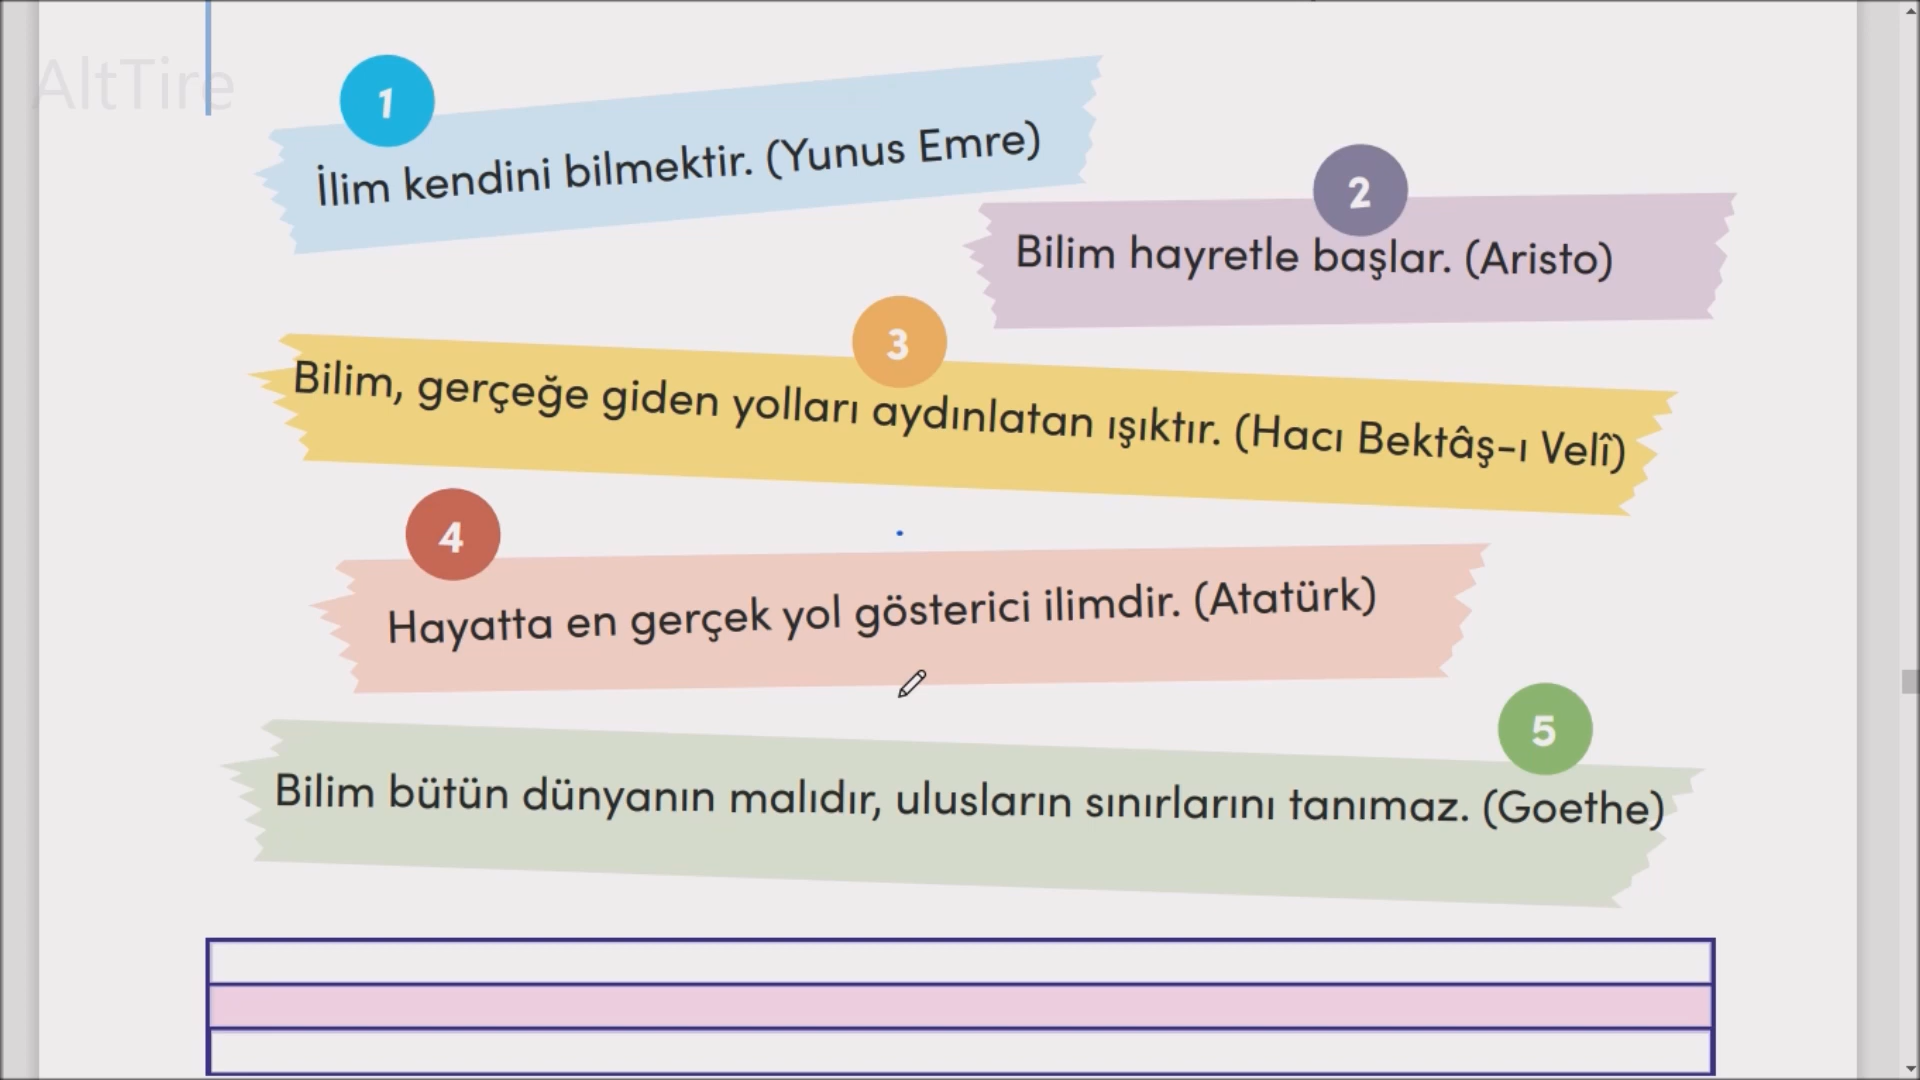 AltTire
1
İlim kendini bilmektir. (Yunus Emre)
2
Bilim hayretle başlar. (Aristo)
3
Bilim, gerçeğe giden yolları aydınlatan ışıktır. (Hacı Bektâş-ı Velî)
4
Hayatta en gerçek yol gösterici ilimdir. (Atatürk)
5
Bilim bütün dünyanın malıdır, ulusların sınırlarını tanımaz. (Goethe)